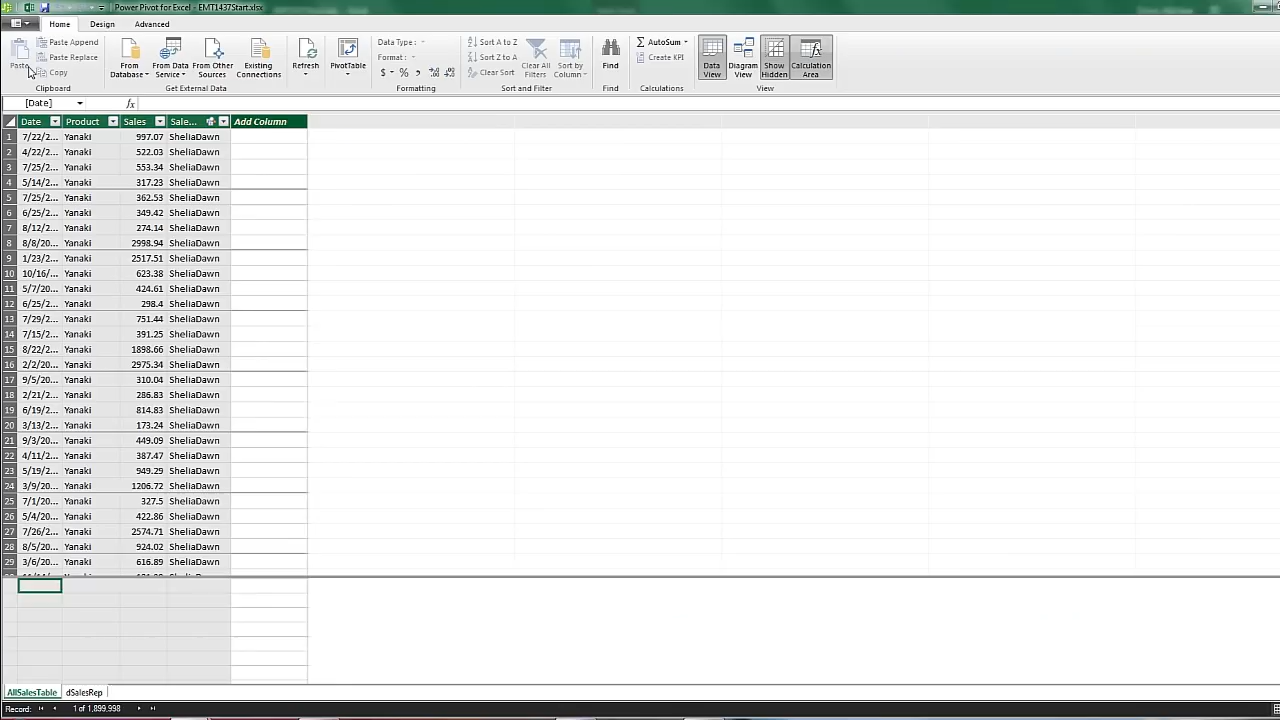 Power Pivot for Excel - EMT1437Start.xlsx
Home Design Advanced
Paste Paste Append Paste Replace Copy
From Database From Data Service From Other Sources Existing Connections
Refresh PivotTable
Data Type : Format : $ % ,
Sort A to Z Sort Z to A Clear Sort Clear All Filters Sort by Column
Find
AutoSum Create KPI
Data View Diagram View Show Hidden Calculation Area
Clipboard Get External Data Formatting Sort and Filter Find Calculations View
[Date] fx
Date Product Sales Sale... Add Column
1 7/22/2... Yanaki 997.07 SheliaDawn
2 4/22/2... Yanaki 522.03 SheliaDawn
3 7/25/2... Yanaki 553.34 SheliaDawn
4 5/14/2... Yanaki 317.23 SheliaDawn
5 7/25/2... Yanaki 362.53 SheliaDawn
6 6/25/2... Yanaki 349.42 SheliaDawn
7 8/12/2... Yanaki 274.14 SheliaDawn
8 8/8/20... Yanaki 2998.94 SheliaDawn
9 1/23/2... Yanaki 2517.51 SheliaDawn
10 10/16/... Yanaki 623.38 SheliaDawn
11 5/7/20... Yanaki 424.61 SheliaDawn
12 6/25/2... Yanaki 298.4 SheliaDawn
13 7/29/2... Yanaki 751.44 SheliaDawn
14 7/15/2... Yanaki 391.25 SheliaDawn
15 8/22/2... Yanaki 1898.66 SheliaDawn
16 2/2/20... Yanaki 2975.34 SheliaDawn
17 9/5/20... Yanaki 310.04 SheliaDawn
18 2/21/2... Yanaki 286.83 SheliaDawn
19 6/19/2... Yanaki 814.83 SheliaDawn
20 3/13/2... Yanaki 173.24 SheliaDawn
21 9/3/20... Yanaki 449.09 SheliaDawn
22 4/11/2... Yanaki 387.47 SheliaDawn
23 5/19/2... Yanaki 949.29 SheliaDawn
24 3/9/20... Yanaki 1206.72 SheliaDawn
25 7/1/20... Yanaki 327.5 SheliaDawn
26 5/4/20... Yanaki 422.86 SheliaDawn
27 7/26/2... Yanaki 2574.71 SheliaDawn
28 8/5/20... Yanaki 924.02 SheliaDawn
29 3/6/20... Yanaki 616.89 SheliaDawn
AllSalesTable dSalesRep
Record: 1 of 1,899,998